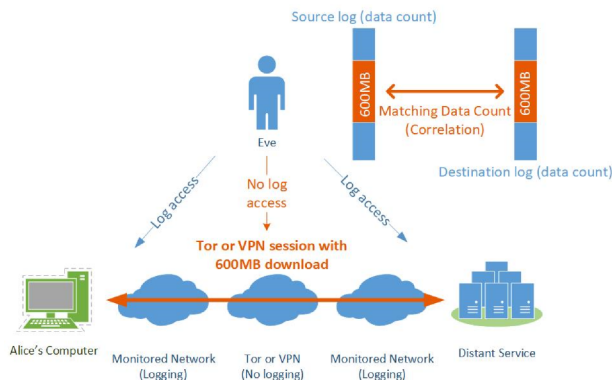 Source log (data count)
600MB
600MB
Matching Data Count
(Correlation)
Destination log (data count)
Eve
Log access
No log
access
Log access
Tor or VPN session with
600MB download
Alice's Computer
Monitored Network
(Logging)
Tor or VPN
(No logging)
Monitored Network
(Logging)
Distant Service